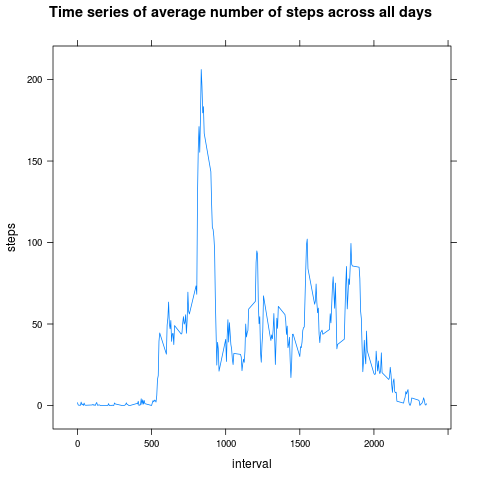 Time series of average number of steps across all days
200
150
100
50
0
steps
0 500 1000 1500 2000
interval